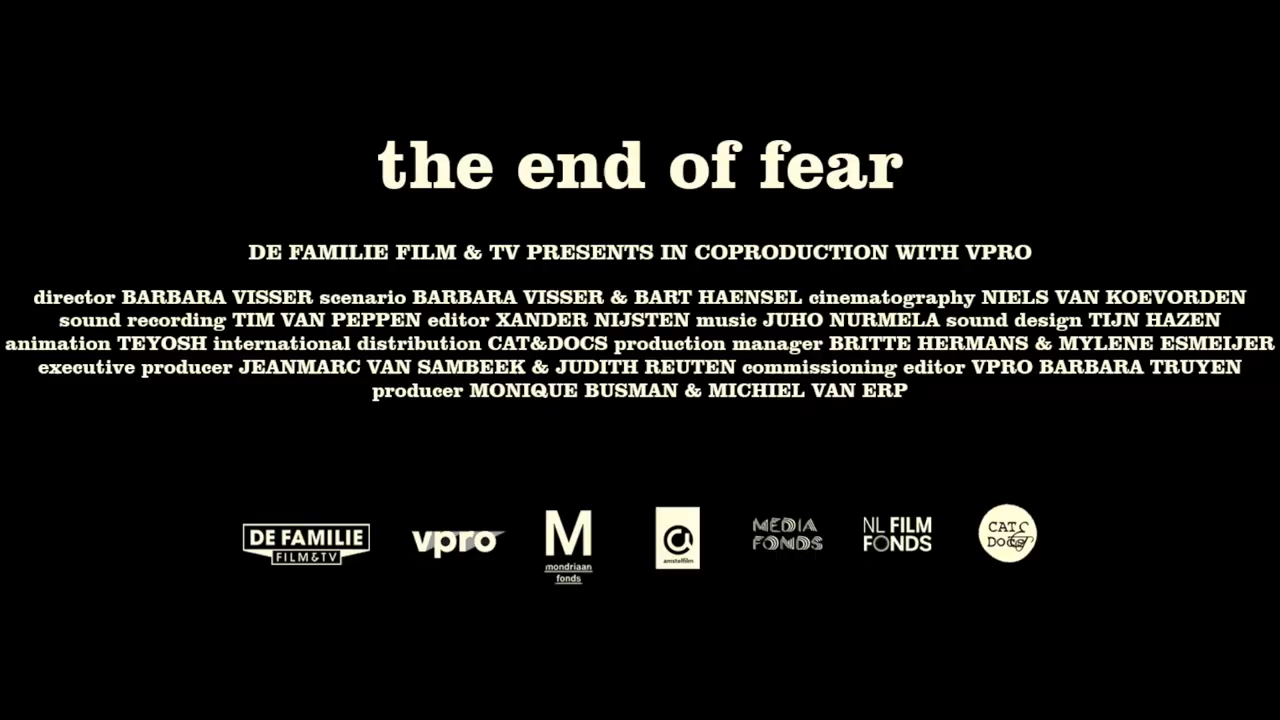 the end of fear
DE FAMILIE FILM & TV PRESENTS IN COPRODUCTION WITH VPRO
director BARBARA VISSER scenario BARBARA VISSER & BART HAENSEL cinematography NIELS VAN KOEVORDEN
sound recording TIM VAN PEPPEN editor XANDER NIJSTEN music JUHO NURMELA sound design TIJN HAZEN
animation TEYOSH international distribution CAT&DOCS production manager BRITTE HERMANS & MYLENE ESMEIJER
executive producer JEANMARC VAN SAMBEEK & JUDITH REUTEN commissioning editor VPRO BARBARA TRUYEN
producer MONIQUE BUSMAN & MICHIEL VAN ERP
DE FAMILIE
FILM&TV
vpro
M
mondriaan
fonds
amstelfilm
MEDIA
FONDS
NL FILM
FONDS
CAT&
DOCS